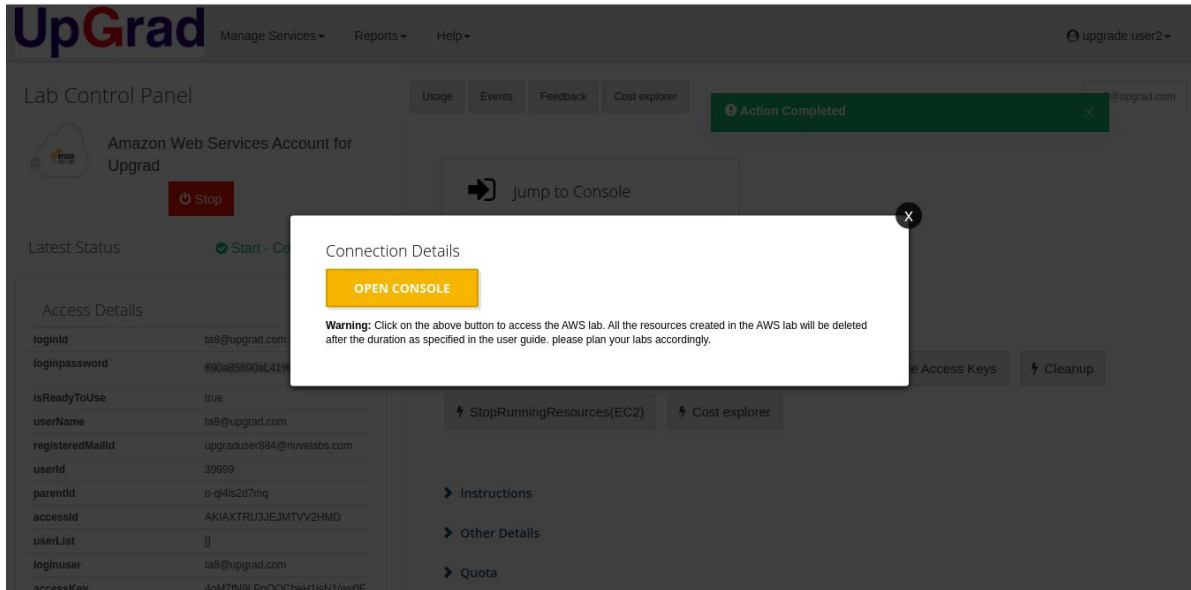 UpGrad
Manage Services
Reports
Help
upgrade user2
Lab Control Panel
Usage
Events
Feedback
Cost explorer
Action Completed
x
@upgrad.com
Amazon Web Services Account for
Upgrad
Stop
Jump to Console
Latest Status
Start - Co
x
Connection Details
OPEN CONSOLE
Warning: Click on the above button to access the AWS lab. All the resources created in the AWS lab will be deleted
after the duration as specified in the user guide. please plan your labs accordingly.
Access Details
loginId ta8@upgrad.com
loginpassword 690a85690aL41%
isReadyToUse true
userName ta8@upgrad.com
registeredMailId upgraduser884@nuvelabs.com
userId 39999
parentId o-qi4ls2d7mq
accessId AKIAXTRU3JEJMTVV2HMD
userList []
loginuser ta8@upgrad.com
accessKey
Access Keys
Cleanup
StopRunningResources(EC2)
Cost explorer
Instructions
Other Details
Quota